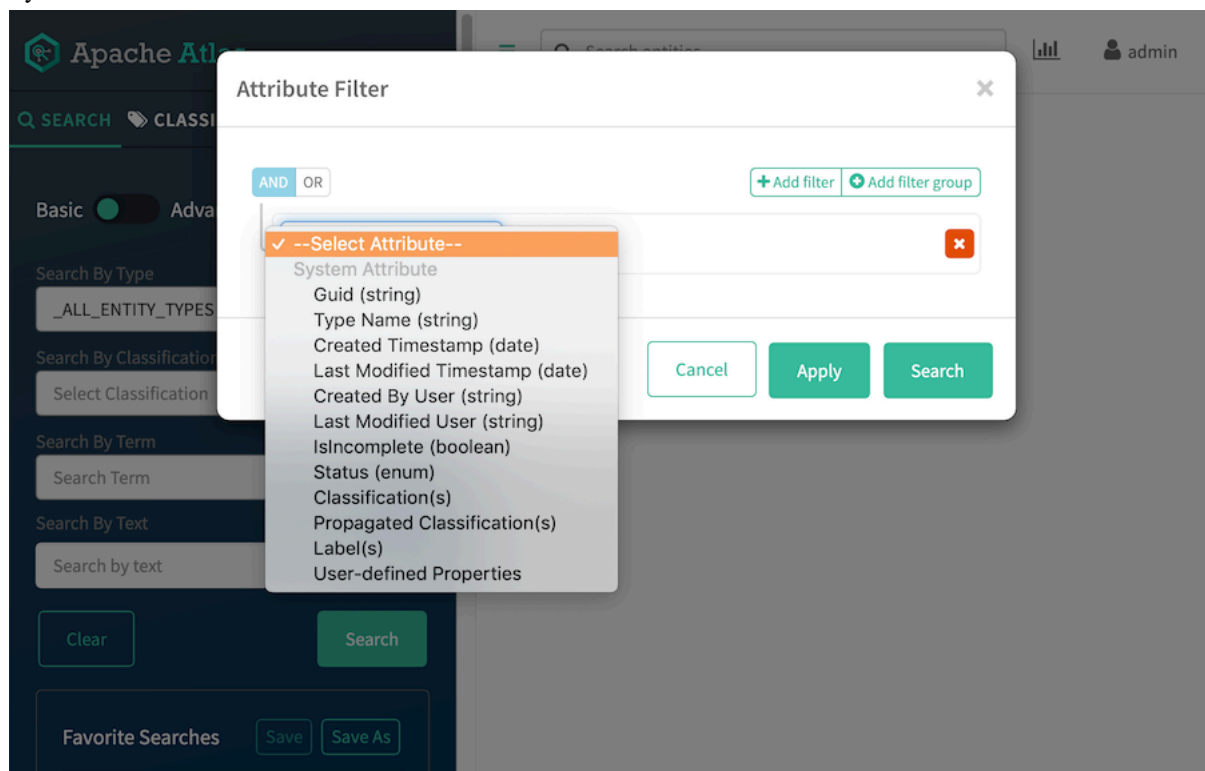 Apache Atl
Search entities
admin
SEARCH CLASSI
Attribute Filter
AND OR
+ Add filter Add filter group
Basic Adva
✓ --Select Attribute--
System Attribute
Guid (string)
Type Name (string)
Created Timestamp (date)
Last Modified Timestamp (date)
Created By User (string)
Last Modified User (string)
IsIncomplete (boolean)
Status (enum)
Classification(s)
Propagated Classification(s)
Label(s)
User-defined Properties
Cancel Apply Search
Search By Type
_ALL_ENTITY_TYPES
Search By Classification
Select Classification
Search By Term
Search Term
Search By Text
Search by text
Clear Search
Favorite Searches Save Save As